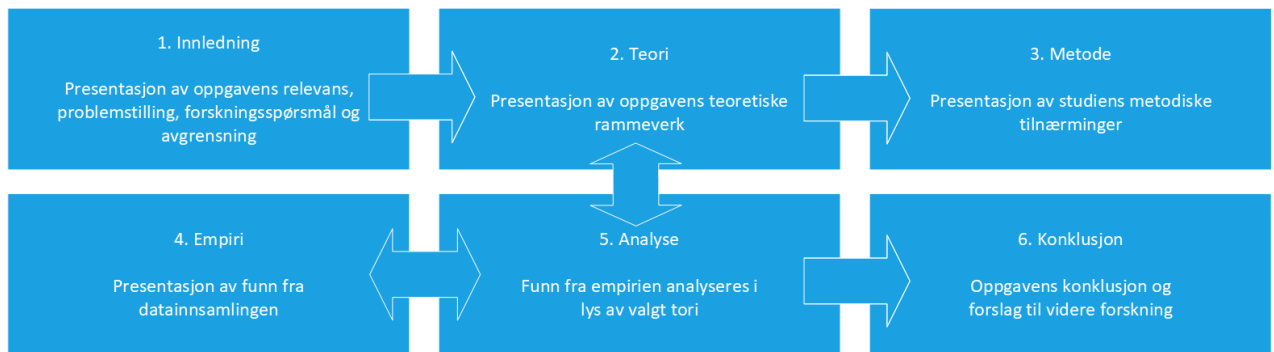 1. Innledning
Presentasjon av oppgavens relevans,
problemstilling, forskningsspørsmål og
avgrensning
2. Teori
Presentasjon av oppgavens teoretiske
rammeverk
3. Metode
Presentasjon av studiens metodiske
tilnærminger
4. Empiri
Presentasjon av funn fra
datainnsamlingen
5. Analyse
Funn fra empirien analyseres i
lys av valgt tori
6. Konklusjon
Oppgavens konklusjon og
forslag til videre forskning